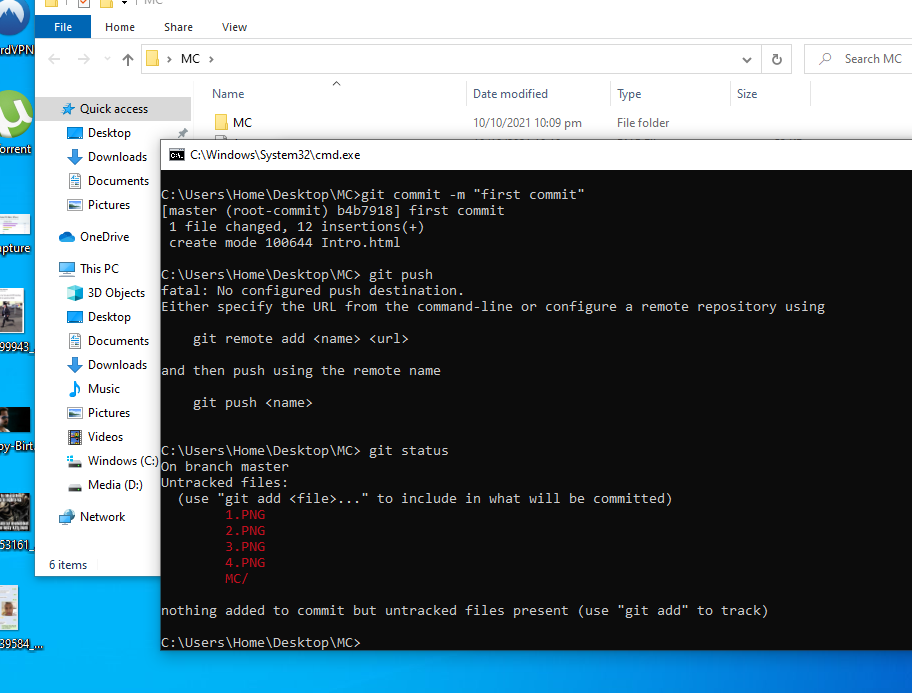 MC
File Home Share View
MC
Search MC
Name Date modified Type Size
Quick access
Desktop
Downloads
Documents
Pictures
OneDrive
This PC
3D Objects
Desktop
Documents
Downloads
Music
Pictures
Videos
Windows (C:)
Media (D:)
Network
6 items
MC 10/10/2021 10:09 pm File folder
rdVPN
orrent
pture
99943_
py-Birt
53161_
39584_...
C:\Windows\System32\cmd.exe
C:\Users\Home\Desktop\MC>git commit -m "first commit"
[master (root-commit) b4b7918] first commit
1 file changed, 12 insertions(+)
create mode 100644 Intro.html
C:\Users\Home\Desktop\MC> git push
fatal: No configured push destination.
Either specify the URL from the command-line or configure a remote repository using
git remote add <name> <url>
and then push using the remote name
git push <name>
C:\Users\Home\Desktop\MC> git status
On branch master
Untracked files:
(use "git add <file>..." to include in what will be committed)
1.PNG
2.PNG
3.PNG
4.PNG
MC/
nothing added to commit but untracked files present (use "git add" to track)
C:\Users\Home\Desktop\MC>